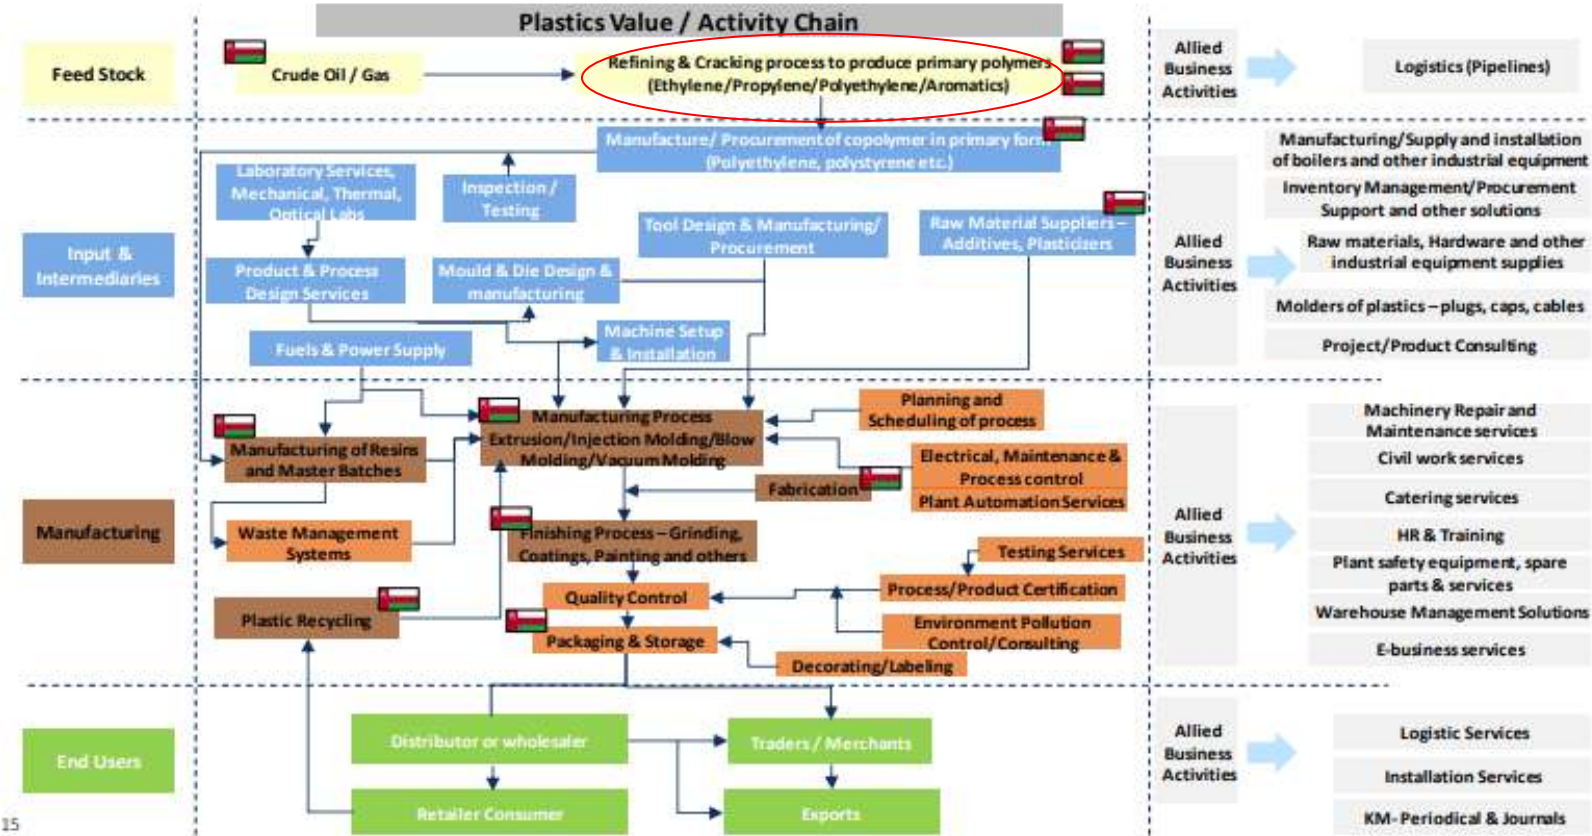 Plastics Value / Activity Chain
Feed Stock
Crude Oil / Gas
Refining & Cracking process to produce primary polymers
(Ethylene/Propylene/Polyethylene/Aromatics)
Allied
Business
Activities
Logistics (Pipelines)
Input &
Intermediaries
Manufacture/ Procurement of copolymer in primary form
(Polyethylene, polystyrene etc.)
Laboratory Services,
Mechanical, Thermal,
Optical Labs
Inspection /
Testing
Tool Design & Manufacturing/
Procurement
Raw Material Suppliers –
Additives, Plasticizers
Product & Process
Design Services
Mould & Die Design &
manufacturing
Fuels & Power Supply
Machine Setup
& Installation
Allied
Business
Activities
Manufacturing/Supply and installation
of boilers and other industrial equipment
Inventory Management/Procurement
Support and other solutions
Raw materials, Hardware and other
industrial equipment supplies
Molders of plastics – plugs, caps, cables
Project/Product Consulting
Manufacturing
Manufacturing of Resins
and Master Batches
Manufacturing Process
Extrusion/Injection Molding/Blow
Molding/Vacuum Molding
Planning and
Scheduling of process
Electrical, Maintenance &
Process control
Plant Automation Services
Fabrication
Waste Management
Systems
Finishing Process – Grinding,
Coatings, Painting and others
Testing Services
Quality Control
Process/Product Certification
Plastic Recycling
Packaging & Storage
Environment Pollution
Control/Consulting
Decorating/Labeling
Allied
Business
Activities
Machinery Repair and
Maintenance services
Civil work services
Catering services
HR & Training
Plant safety equipment, spare
parts & services
Warehouse Management Solutions
E-business services
End Users
Distributor or wholesaler
Traders / Merchants
Retailer Consumer
Exports
Allied
Business
Activities
Logistic Services
Installation Services
KM- Periodical & Journals
15